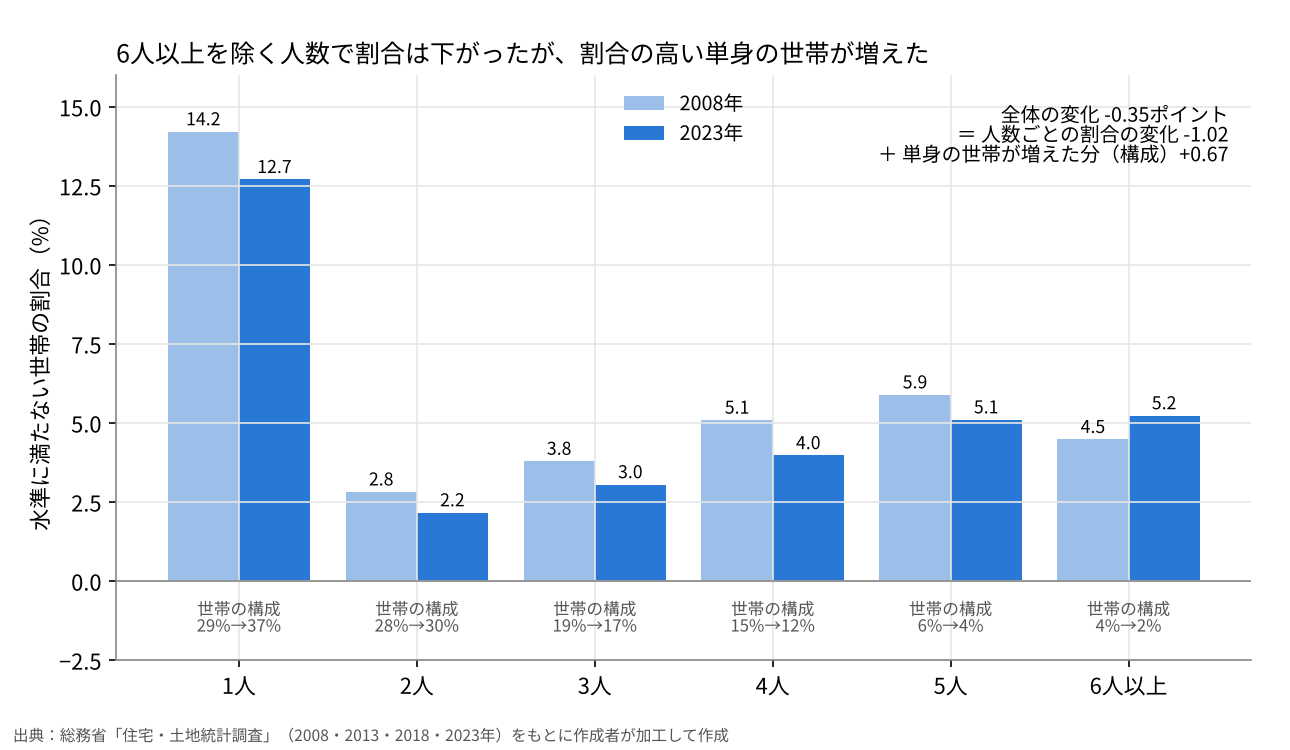 6人以上を除く人数で割合は下がったが、割合の高い単身の世帯が増えた
2008年
2023年
全体の変化 -0.35ポイント
＝ 人数ごとの割合の変化 -1.02
＋ 単身の世帯が増えた分（構成）+0.67
水準に満たない世帯の割合（%）
15.0
12.5
10.0
7.5
5.0
2.5
0.0
−2.5
14.2
12.7
2.8
2.2
3.8
3.0
5.1
4.0
5.9
5.1
4.5
5.2
世帯の構成
29%→37%
世帯の構成
28%→30%
世帯の構成
19%→17%
世帯の構成
15%→12%
世帯の構成
6%→4%
世帯の構成
4%→2%
1人
2人
3人
4人
5人
6人以上
出典：総務省「住宅・土地統計調査」（2008・2013・2018・2023年）をもとに作成者が加工して作成